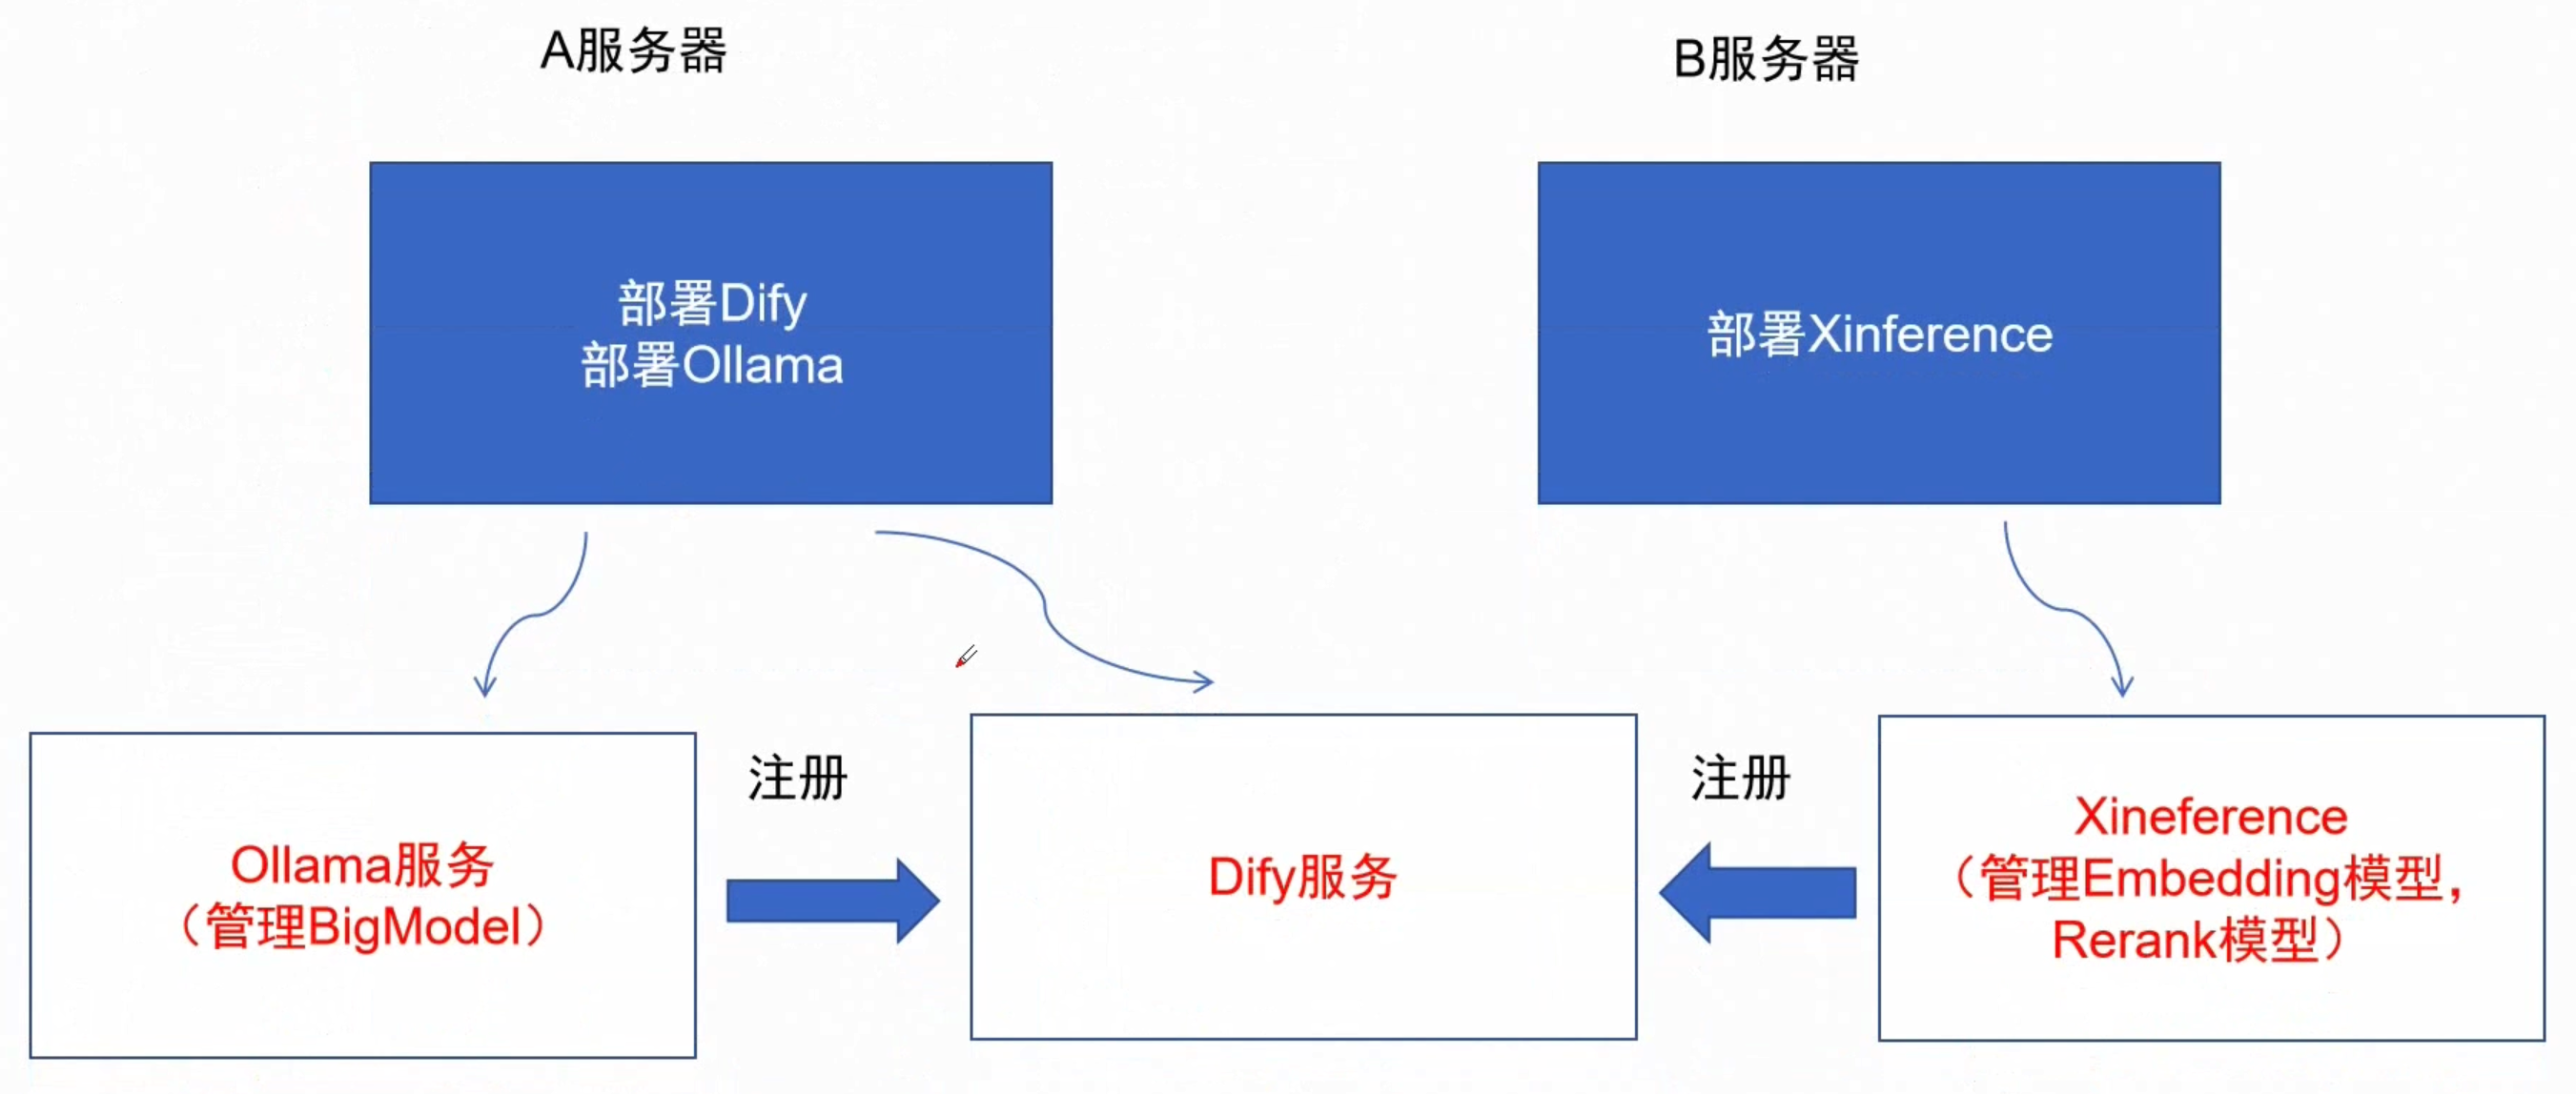 A服务器
B服务器
部署Dify
部署Ollama
部署Xinference
注册
注册
Ollama服务
（管理BigModel）
Dify服务
Xineference
（管理Embedding模型，
Rerank模型）